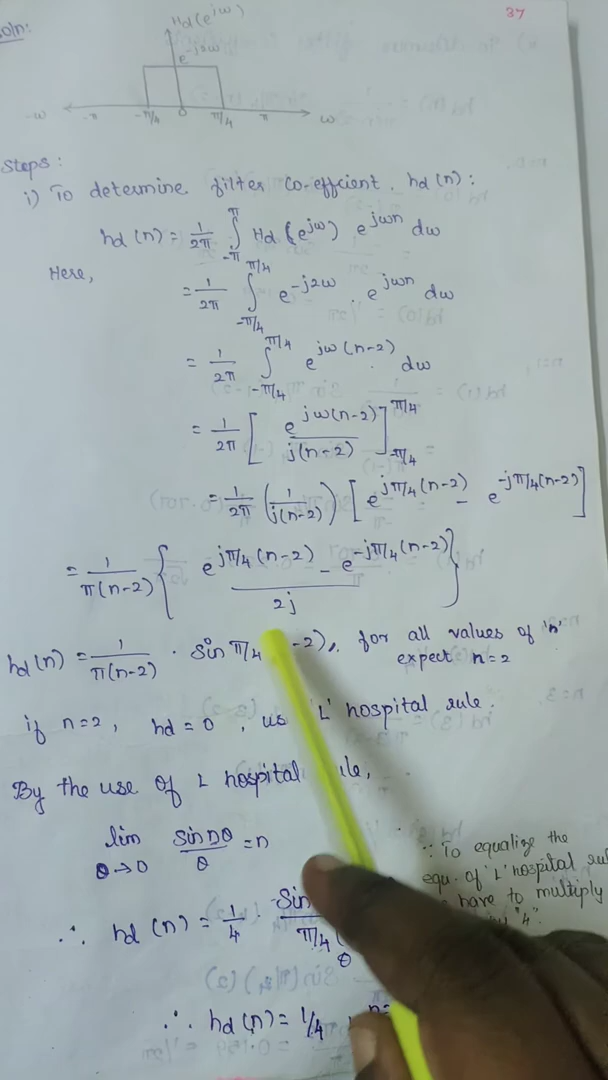 Soln:
37
Hd(e^jω)
e^-j2ω
-ω -π -π/4 0 π/4 π ω
Steps:
i) To determine filter co-effcient. hd(n):
hd(n) = 1/2π ∫_-π^π Hd(e^jω) e^jωn dω
Here,
= 1/2π ∫_-π/4^π/4 e^-j2ω . e^jωn dω
= 1/2π ∫_-π/4^π/4 e^jω(n-2) . dω
= 1/2π [e^jω(n-2) / j(n-2)]_-π/4^π/4
= 1/2π (1/j(n-2)) [e^jπ/4(n-2) - e^-jπ/4(n-2)]
= 1/π(n-2) {e^jπ/4(n-2) - e^-jπ/4(n-2) / 2j}
hd(n) = 1/π(n-2) . sin π/4 -2), for all values of 'n'
expect n=2
if n=2, hd=0, 'L' hospital rule.
By the use of L hospital
lim_θ→0 sin nθ / θ = n
∵ To equalize the
equ. of 'L' hospital
have to multiply
"4".
∴ hd(n) = 1/4 . Sin / π/4 (
θ
∴ hd(n) = 1/4,